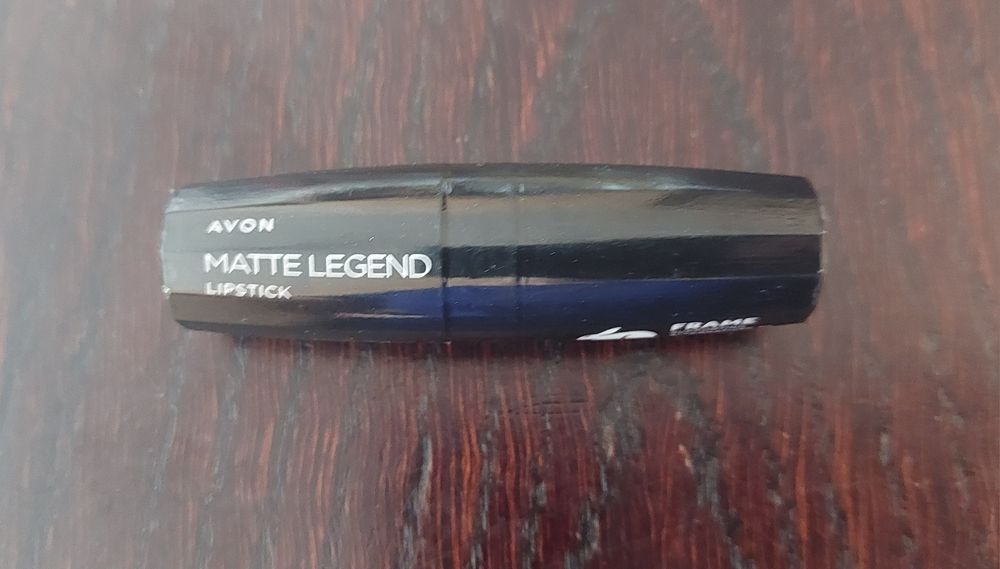 AVON
MATTE LEGEND
LIPSTICK
FRAME